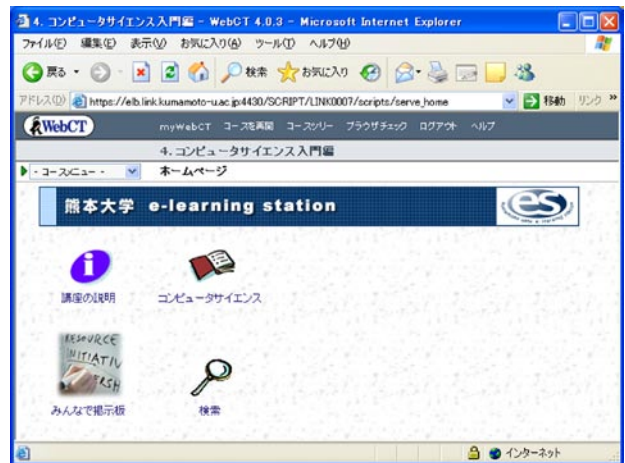 4. コンピュータサイエンス入門編 - WebCT 4.0.3 - Microsoft Internet Explorer
ファイル(F) 編集(E) 表示(V) お気に入り(A) ツール(T) ヘルプ(H)
戻る 検索 お気に入り
アドレス(D) https://elb.link.kumamoto-u.ac.jp:4430/SCRIPT/LINK0007/scripts/serve_home 移動 リンク »
WebCT myWebCT コースを再開 コースツリー ブラウザチェック ログアウト ヘルプ
4. コンピュータサイエンス入門編
- コースメニュー - ホームページ
熊本大学 e-learning station es
講座の説明 コンピュータサイエンス
RESOURCE
INITIATIV
みんなで掲示板 検索
インターネット